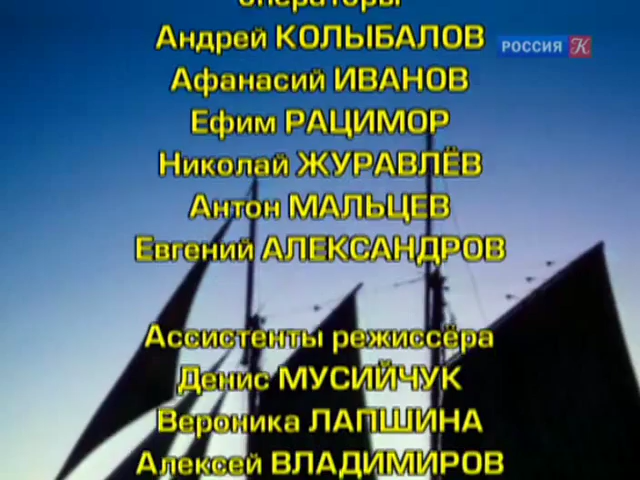 операторы
Андрей КОЛЫБАЛОВ
РОССИЯ К
Афанасий ИВАНОВ
Ефим РАЦИМОР
Николай ЖУРАВЛЁВ
Антон МАЛЬЦЕВ
Евгений АЛЕКСАНДРОВ
Ассистенты режиссёра
Денис МУСИЙЧУК
Вероника ЛАПШИНА
Алексей ВЛАДИМИРОВ